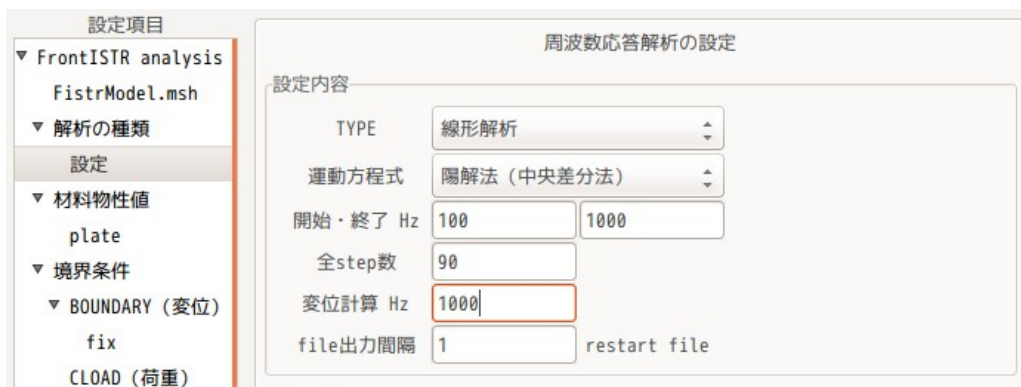 設定項目
▼ FrontISTR analysis
FistrModel.msh
▼ 解析の種類
設定
▼ 材料物性値
plate
▼ 境界条件
▼ BOUNDARY (変位)
fix
CLOAD (荷重)
周波数応答解析の設定
設定内容
TYPE 線形解析
運動方程式 陽解法 (中央差分法)
開始・終了 Hz 100 1000
全step数 90
変位計算 Hz 1000
file出力間隔 1 restart file